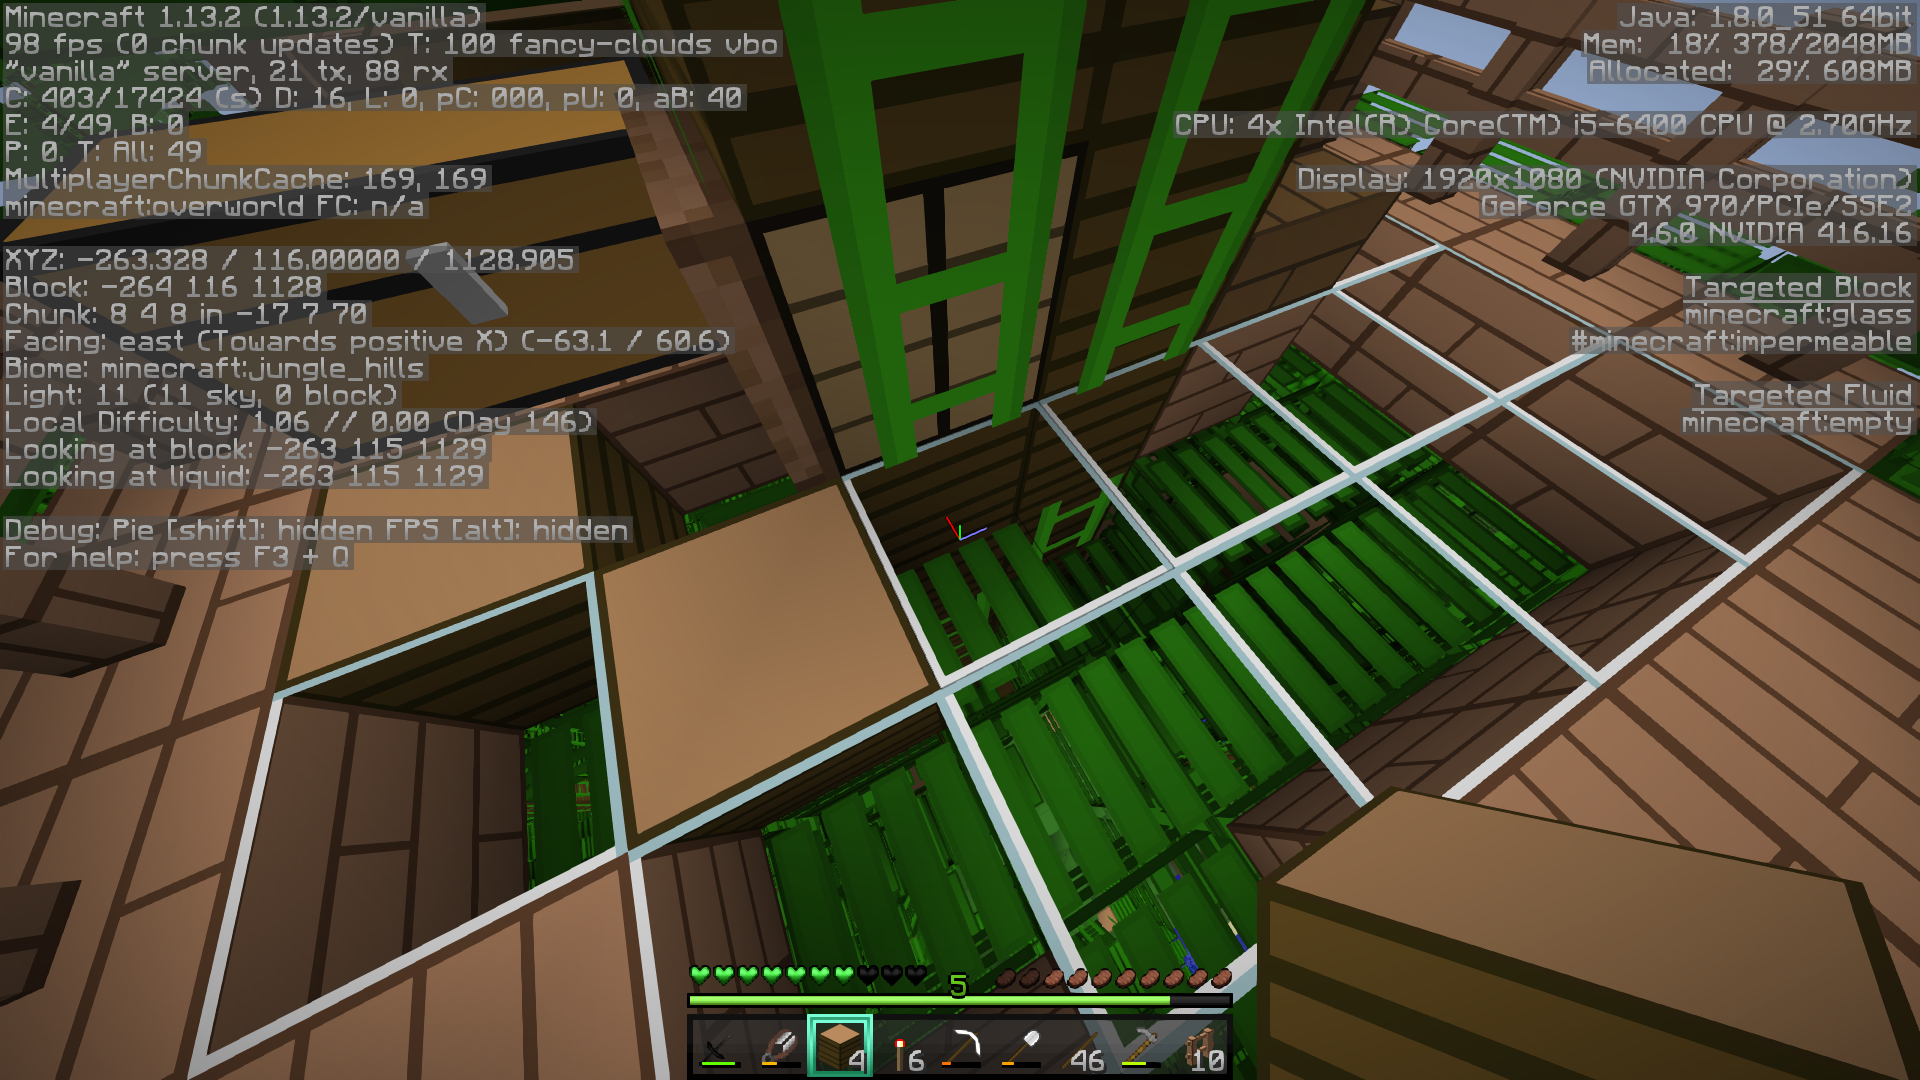 Minecraft 1.13.2 (1.13.2/vanilla)
98 fps (0 chunk updates) T: 100 fancy-clouds vbo
"vanilla" server, 21 tx, 88 rx
C: 403/17424 (s) D: 16, L: 0, pC: 000, pU: 0, aB: 40
E: 4/49, B: 0
P: 0. T: All: 49
MultiplayerChunkCache: 169, 169
minecraft:overworld FC: n/a
XYZ: -263.328 / 116.00000 / 1128.905
Block: -264 116 1128
Chunk: 8 4 8 in -17 7 70
Facing: east (Towards positive X) (-63.1 / 60.6)
Biome: minecraft:jungle_hills
Light: 11 (11 sky, 0 block)
Local Difficulty: 1.06 // 0.00 (Day 146)
Looking at block: -263 115 1129
Looking at liquid: -263 115 1129
Debug: Pie [shift]: hidden FPS [alt]: hidden
For help: press F3 + Q
Java: 1.8.0_51 64bit
Mem: 18% 378/2048MB
Allocated: 29% 608MB
CPU: 4x Intel(R) Core(TM) i5-6400 CPU @ 2.70GHz
Display: 1920x1080 (NVIDIA Corporation)
GeForce GTX 970/PCIe/SSE2
4.6.0 NVIDIA 416.16
Targeted Block
minecraft:glass
#minecraft:impermeable
Targeted Fluid
minecraft:empty
5
4
6
46
10